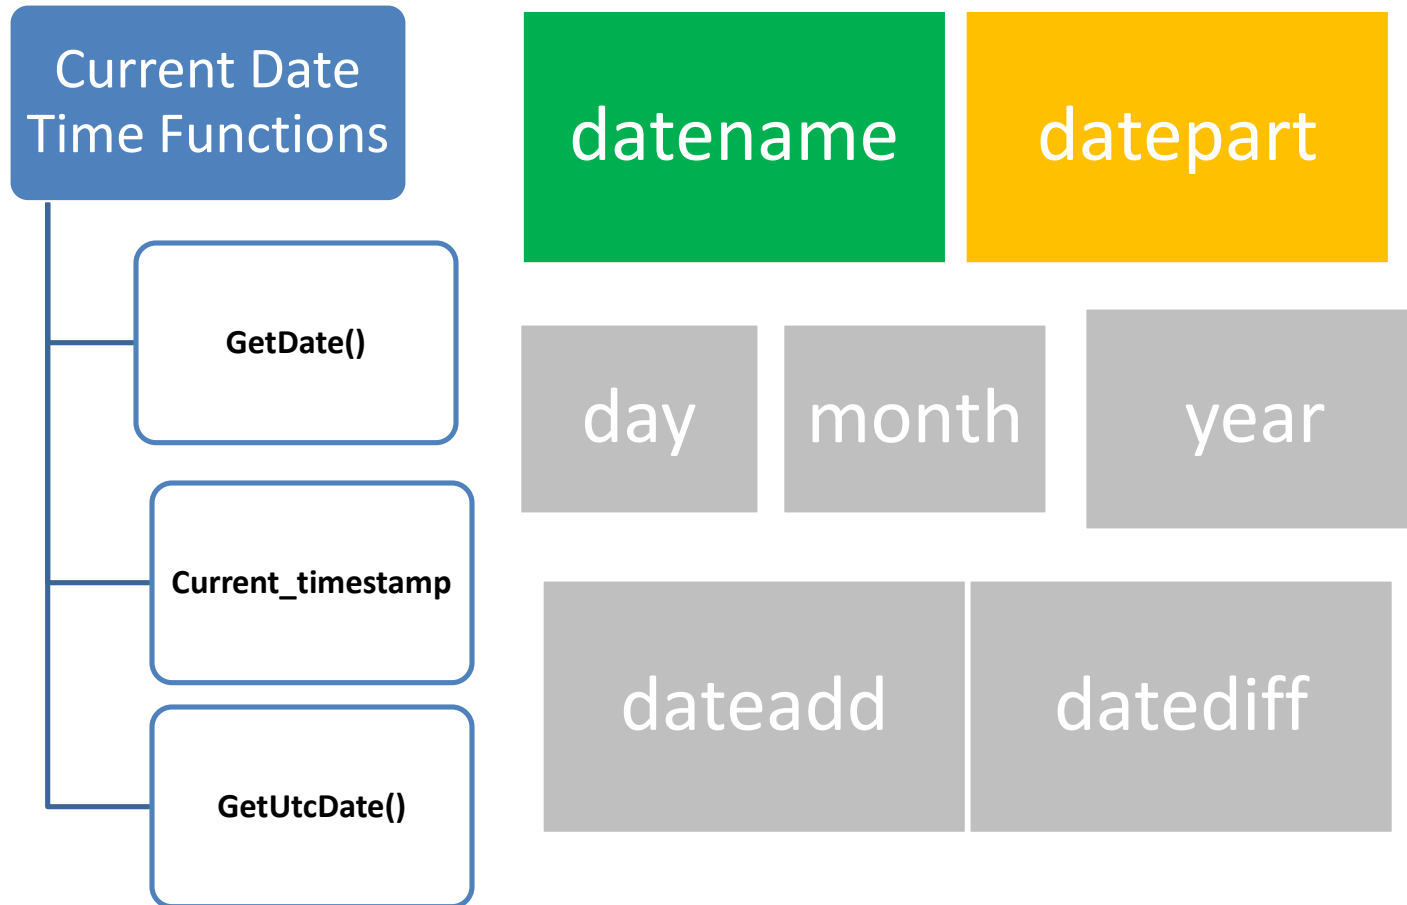 Current Date
Time Functions
GetDate()
Current_timestamp
GetUtcDate()
datename
datepart
day
month
year
dateadd
datediff